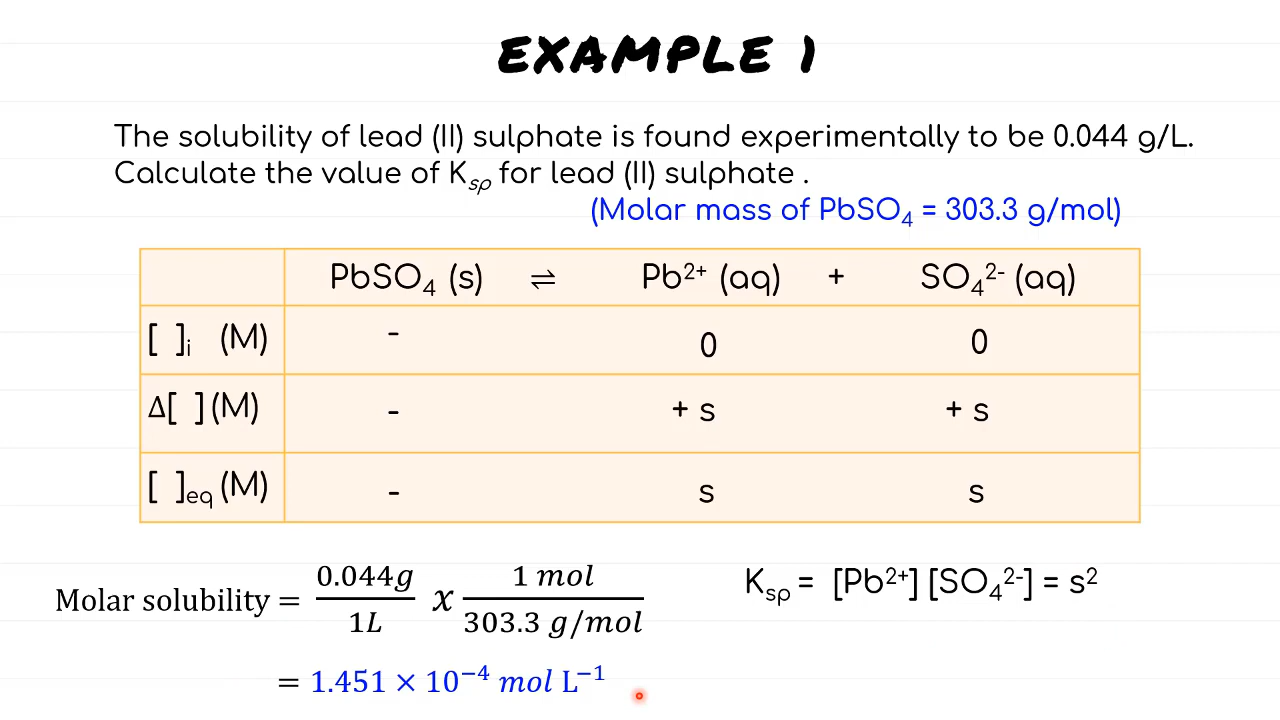 EXAMPLE 1
The solubility of lead (II) sulphate is found experimentally to be 0.044 g/L.
Calculate the value of Kₛₚ for lead (II) sulphate .
(Molar mass of PbSO₄ = 303.3 g/mol)
PbSO₄ (s) ⇌ Pb²⁺ (aq) + SO₄²⁻ (aq)
[ ]ᵢ (M) - 0 0
Δ[ ] (M) - + s + s
[ ]eq (M) - s s
Molar solubility = 0.044g / 1L x 1 mol / 303.3 g/mol
= 1.451 × 10⁻⁴ mol L⁻¹
Kₛₚ = [Pb²⁺] [SO₄²⁻] = s²